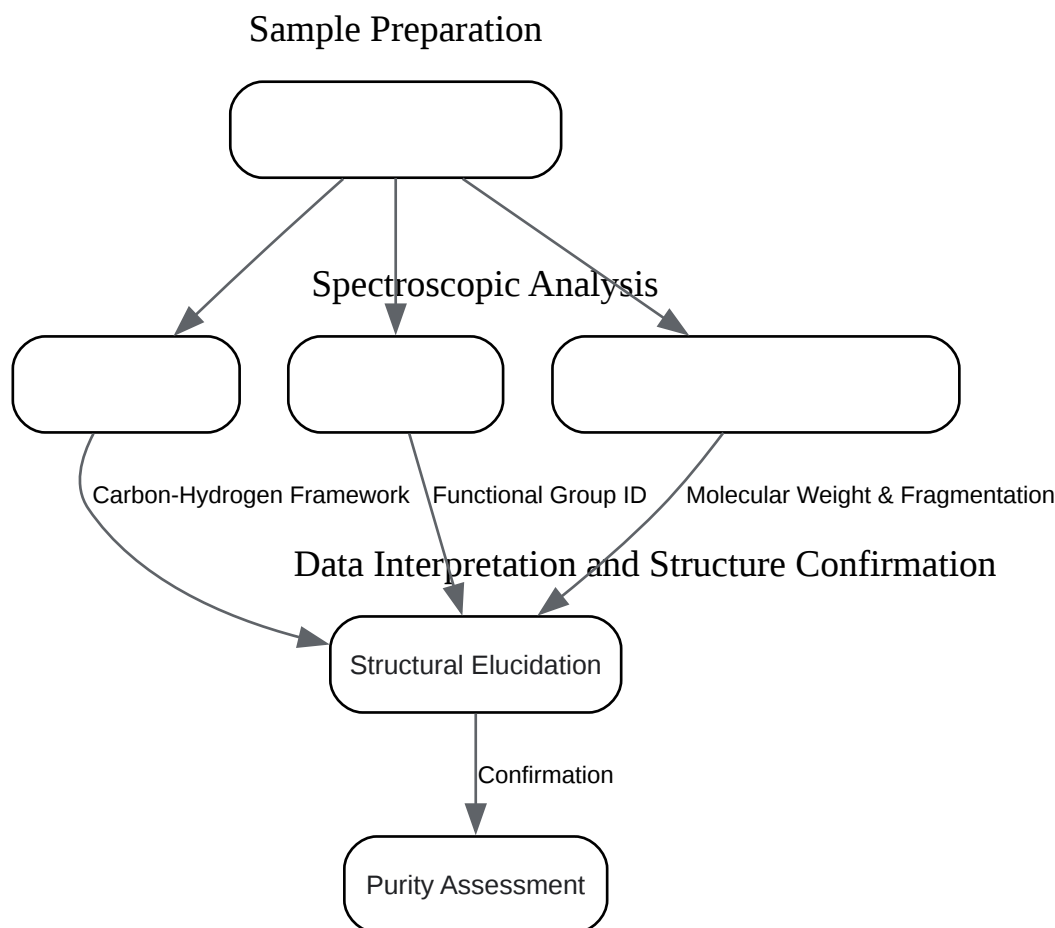 Sample Preparation
Spectroscopic Analysis
Carbon-Hydrogen Framework
Functional Group ID
Molecular Weight & Fragmentation
Data Interpretation and Structure Confirmation
Structural Elucidation
Confirmation
Purity Assessment